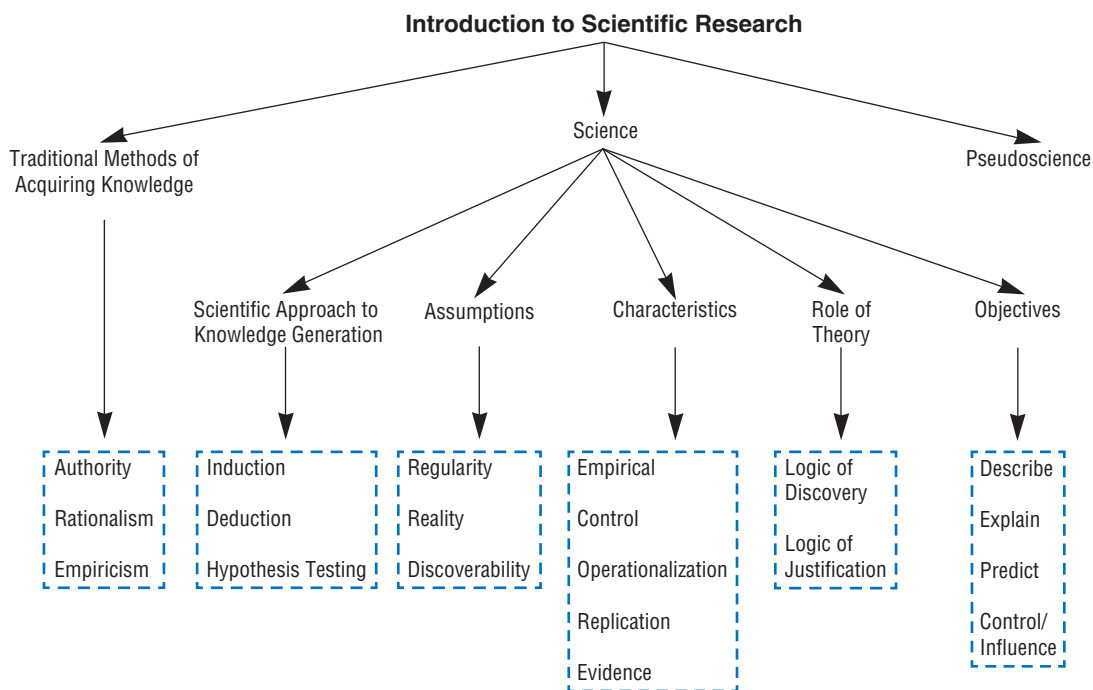 Introduction to Scientific Research
Traditional Methods of
Acquiring Knowledge
Science
Pseudoscience
Scientific Approach to
Knowledge Generation
Assumptions
Characteristics
Role of
Theory
Objectives
Authority
Rationalism
Empiricism
Induction
Deduction
Hypothesis Testing
Regularity
Reality
Discoverability
Empirical
Control
Operationalization
Replication
Evidence
Logic of
Discovery
Logic of
Justification
Describe
Explain
Predict
Control/
Influence